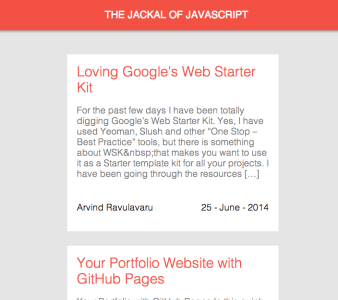 THE JACKAL OF JAVASCRIPT
Loving Google's Web Starter
Kit
For the past few days I have been totally
digging Google's Web Starter Kit. Yes, I have
used Yeoman, Slush and other "One Stop –
Best Practice" tools, but there is something
about WSK&nbsp;that makes you want to use
it as a Starter template kit for all your projects. I
have been going through the resources […]
Arvind Ravulavaru 25 - June - 2014
Your Portfolio Website with
GitHub Pages